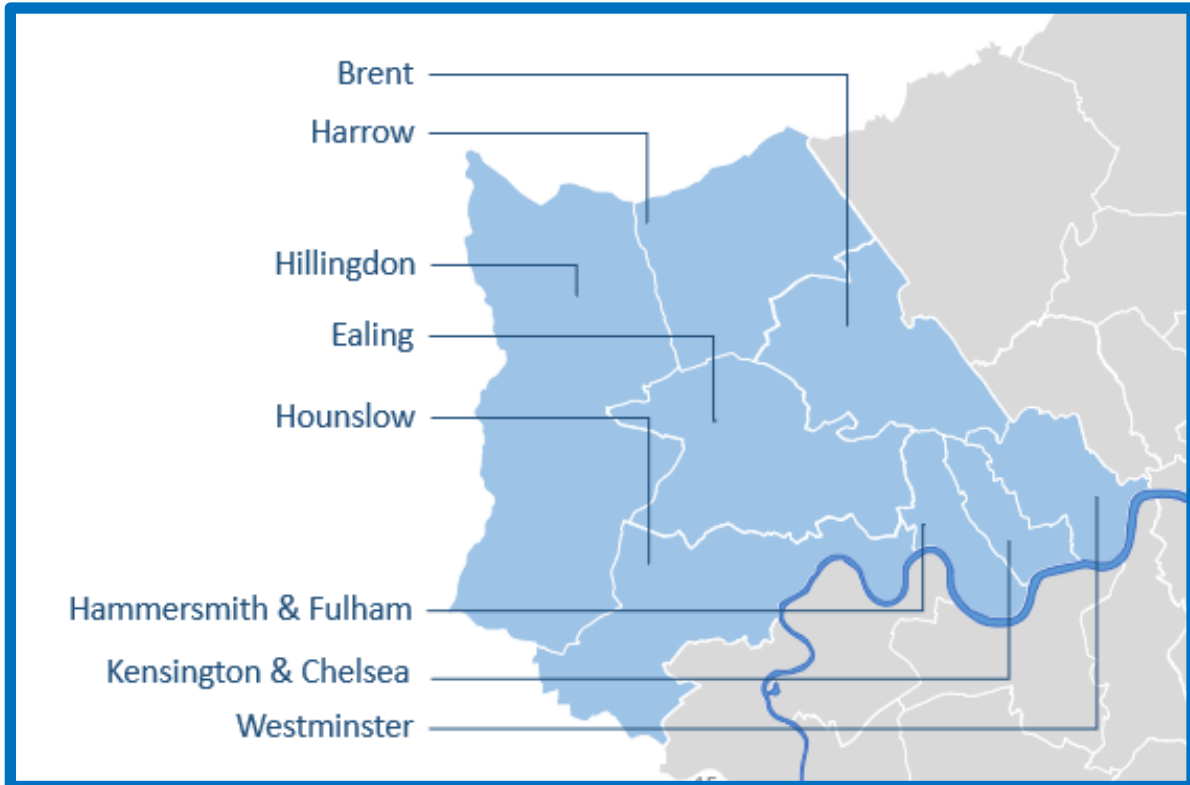 Brent
Harrow
Hillingdon
Ealing
Hounslow
Hammersmith & Fulham
Kensington & Chelsea
Westminster